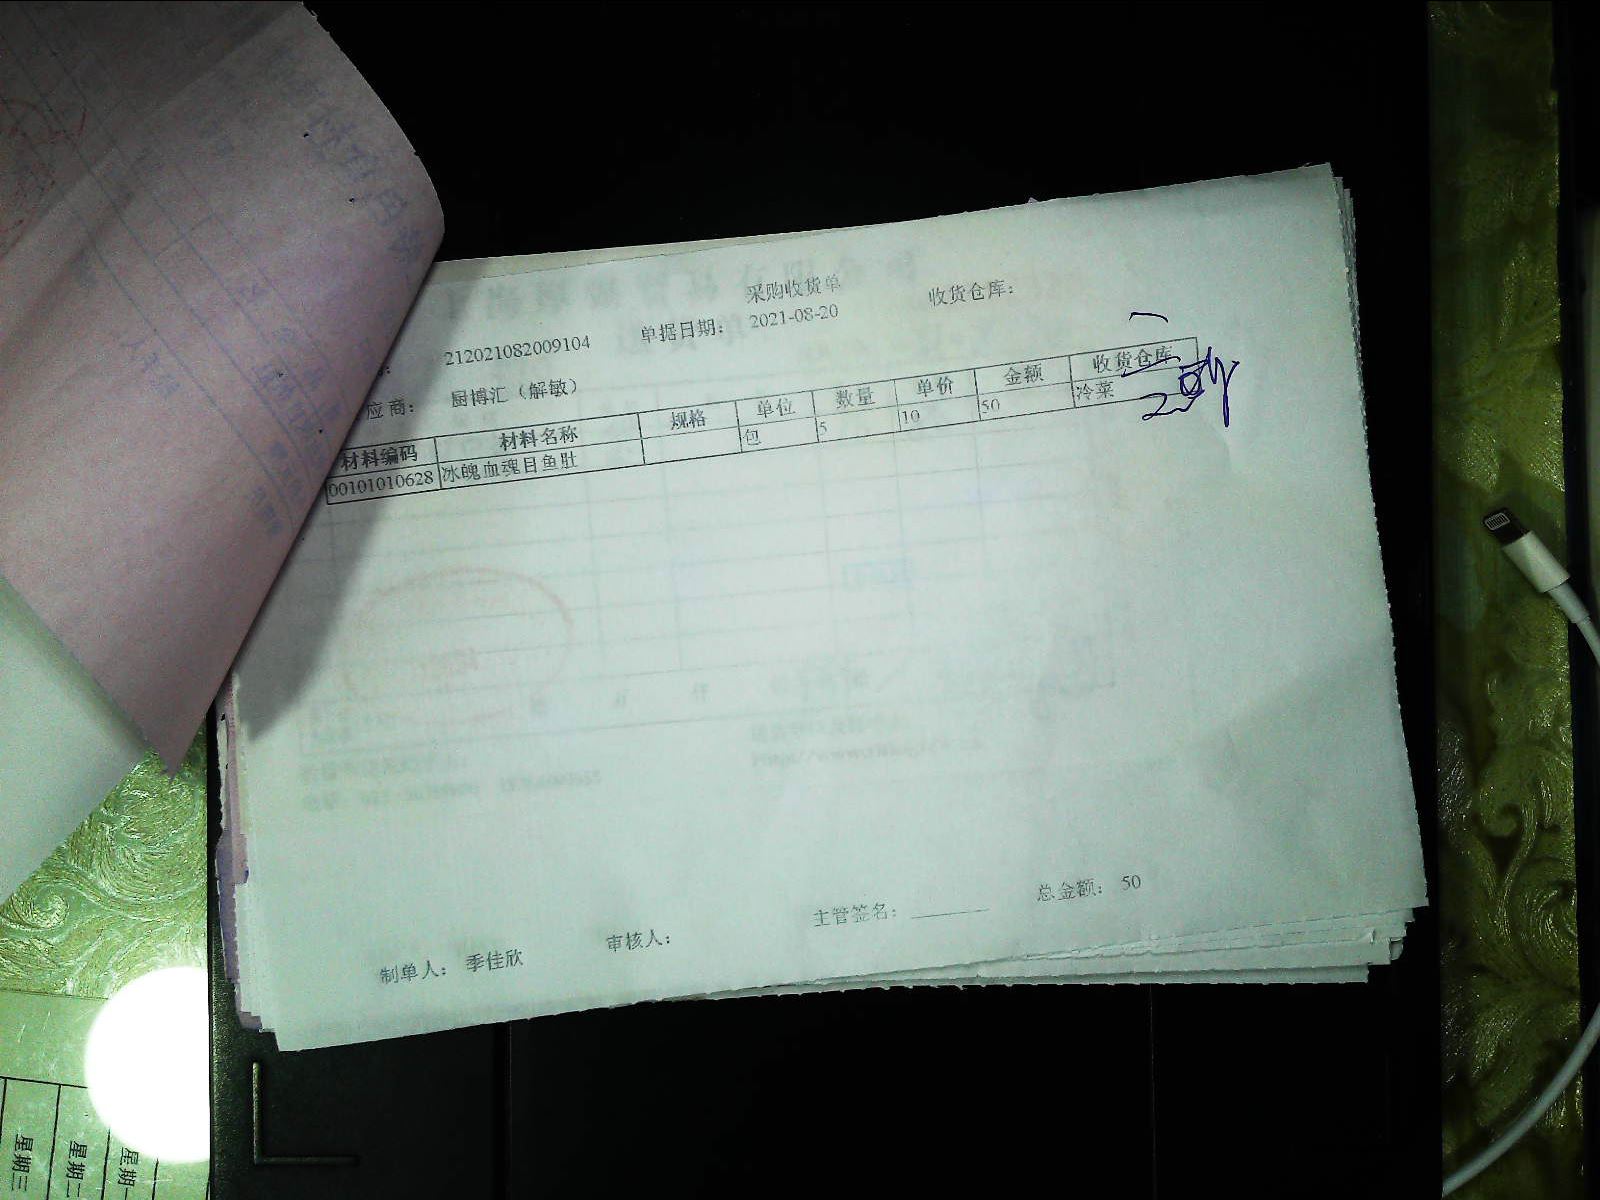 采购收货单
212021082009104 单据日期: 2021-08-20 收货仓库:
应商: 厨博汇(解敏)
材料编码 材料名称 规格 单位 数量 单价 金额 收货仓库
00101010628 冰魄血魂目鱼肚 包 5 10 50 冷菜
制单人: 季佳欣 审核人: 主管签名: 总金额: 50
星期一
星期二
星期三